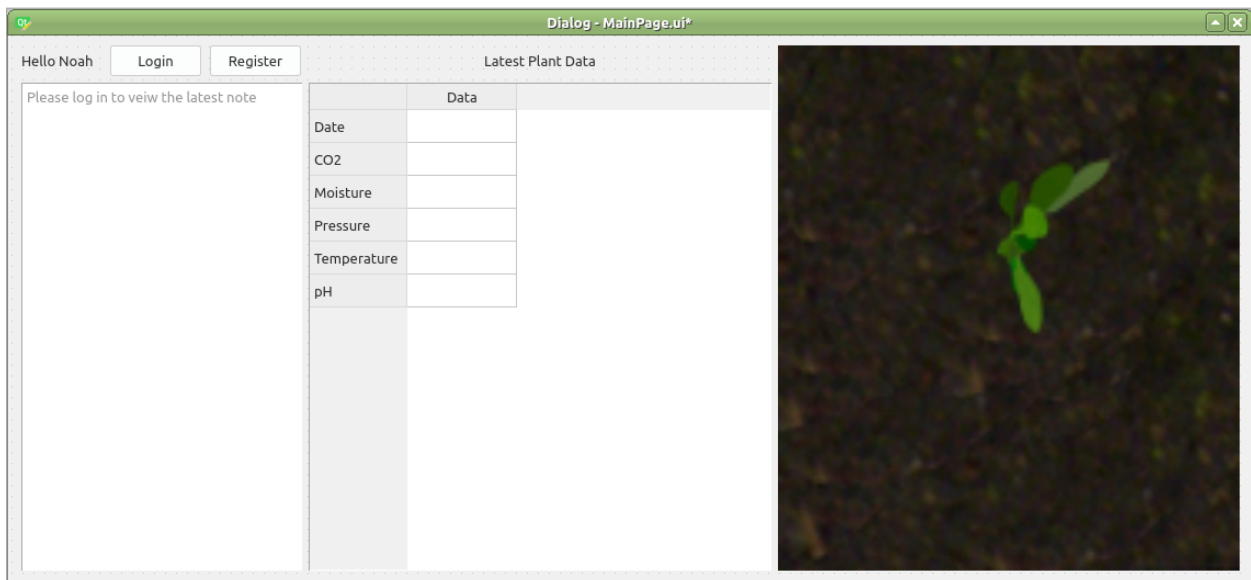 Dialog - MainPage.ui*
Hello Noah Login Register Latest Plant Data
Please log in to veiw the latest note
Data
Date
CO2
Moisture
Pressure
Temperature
pH